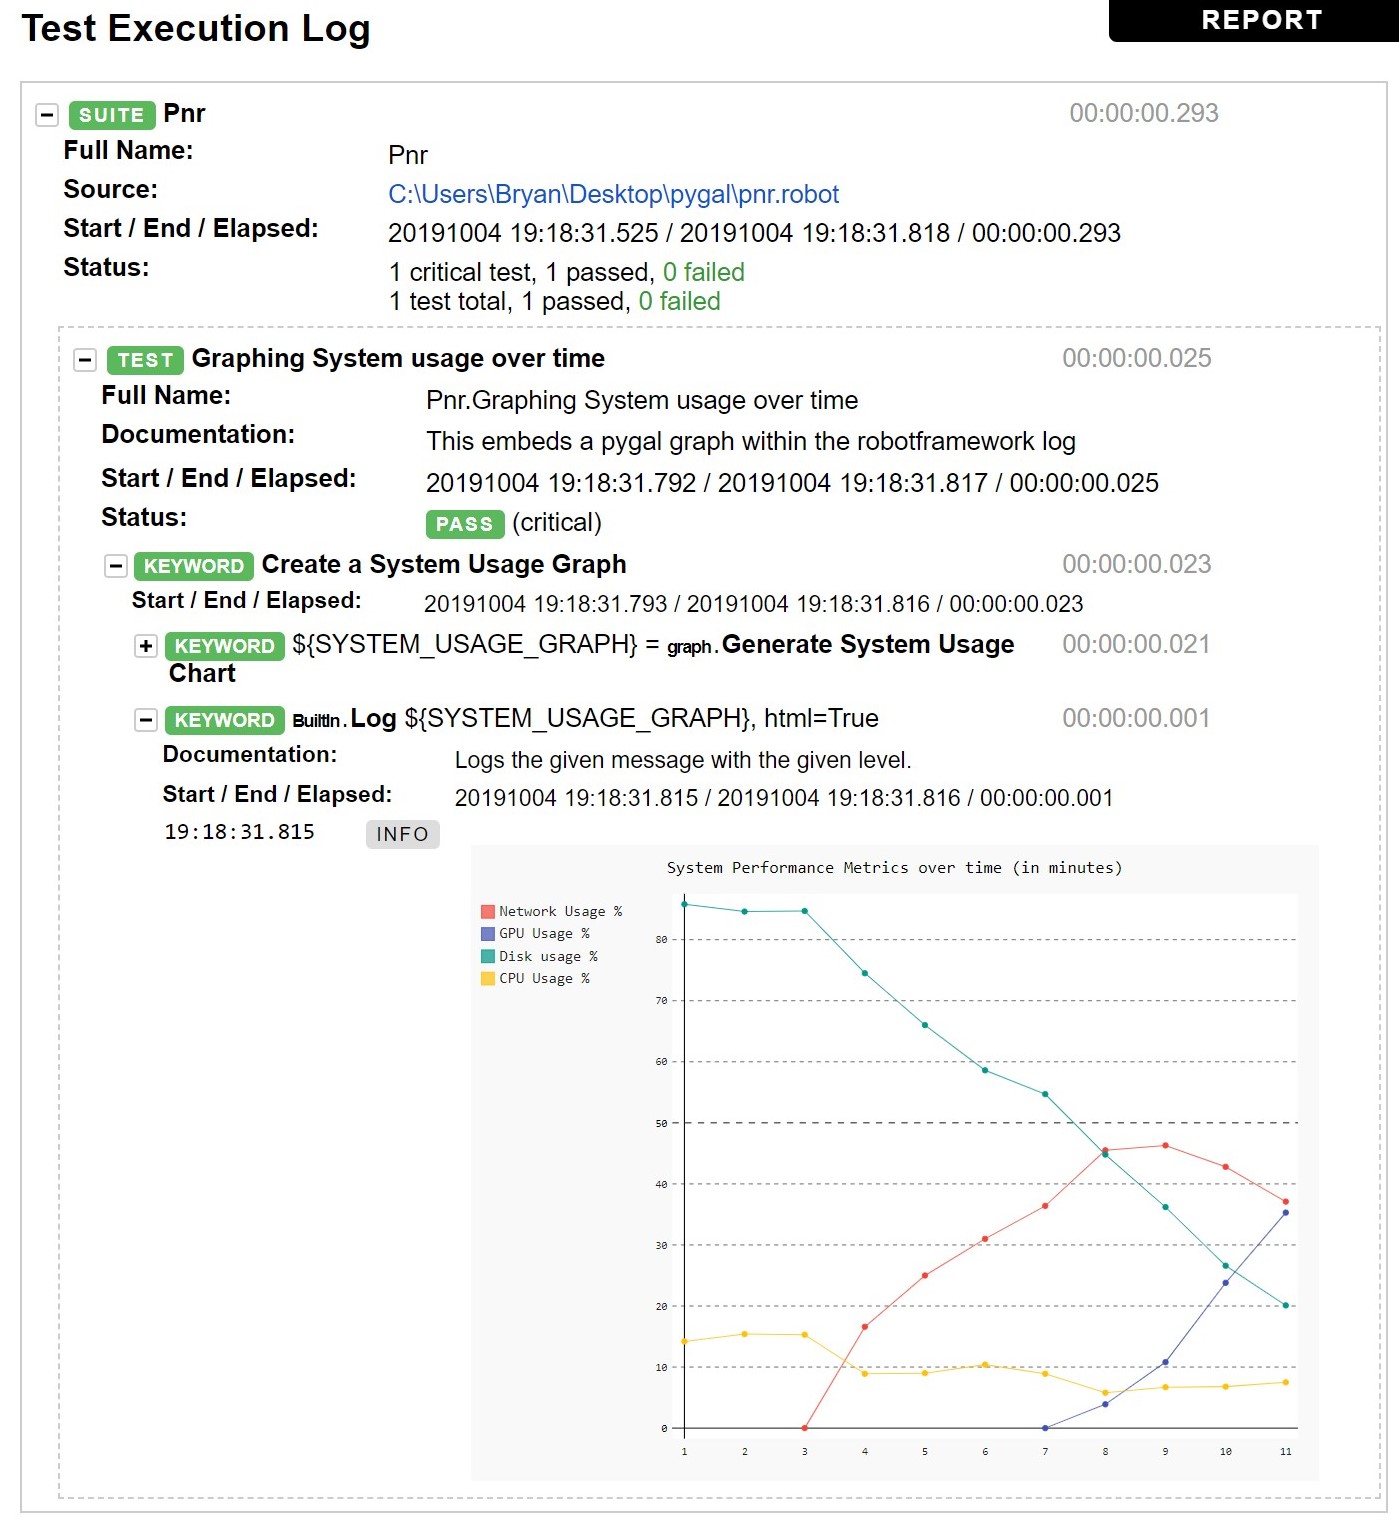 Test Execution Log
REPORT
SUITE Pnr 00:00:00.293
Full Name: Pnr
Source: C:\Users\Bryan\Desktop\pygal\pnr.robot
Start / End / Elapsed: 20191004 19:18:31.525 / 20191004 19:18:31.818 / 00:00:00.293
Status: 1 critical test, 1 passed, 0 failed
1 test total, 1 passed, 0 failed
TEST Graphing System usage over time 00:00:00.025
Full Name: Pnr.Graphing System usage over time
Documentation: This embeds a pygal graph within the robotframework log
Start / End / Elapsed: 20191004 19:18:31.792 / 20191004 19:18:31.817 / 00:00:00.025
Status: PASS (critical)
KEYWORD Create a System Usage Graph 00:00:00.023
Start / End / Elapsed: 20191004 19:18:31.793 / 20191004 19:18:31.816 / 00:00:00.023
KEYWORD ${SYSTEM_USAGE_GRAPH} = graph.Generate System Usage 00:00:00.021
Chart
KEYWORD BuiltIn.Log ${SYSTEM_USAGE_GRAPH}, html=True 00:00:00.001
Documentation: Logs the given message with the given level.
Start / End / Elapsed: 20191004 19:18:31.815 / 20191004 19:18:31.816 / 00:00:00.001
19:18:31.815 INFO
System Performance Metrics over time (in minutes)
Network Usage %
GPU Usage %
Disk usage %
CPU Usage %
80
70
60
50
40
30
20
10
0
1 2 3 4 5 6 7 8 9 10 11